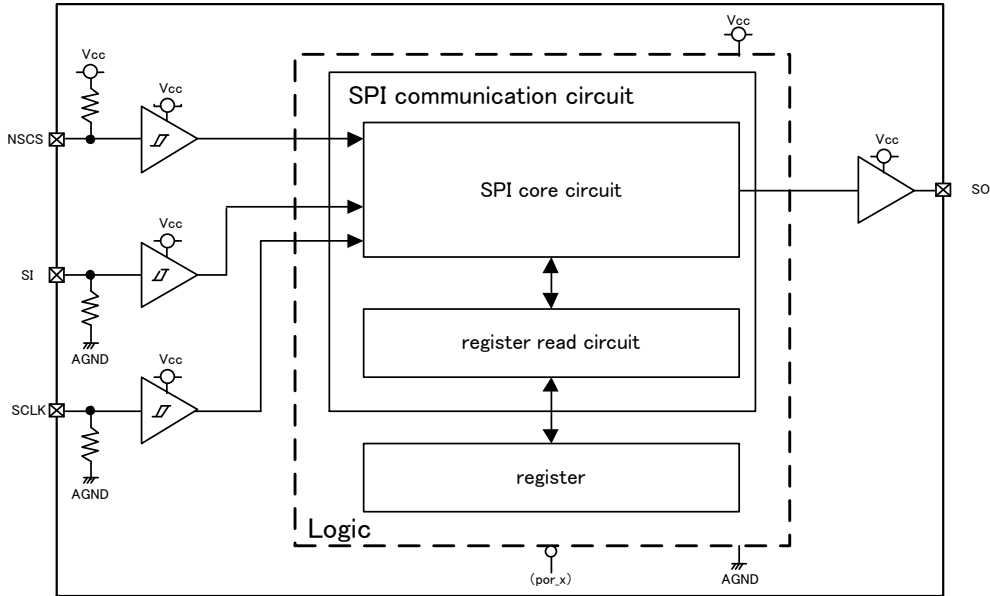 Vcc
Vcc
Vcc
SPI communication circuit
NSCS
SPI core circuit
Vcc
SO
Vcc
SI
AGND
register read circuit
Vcc
SCLK
AGND
register
Logic
(por_x)
AGND